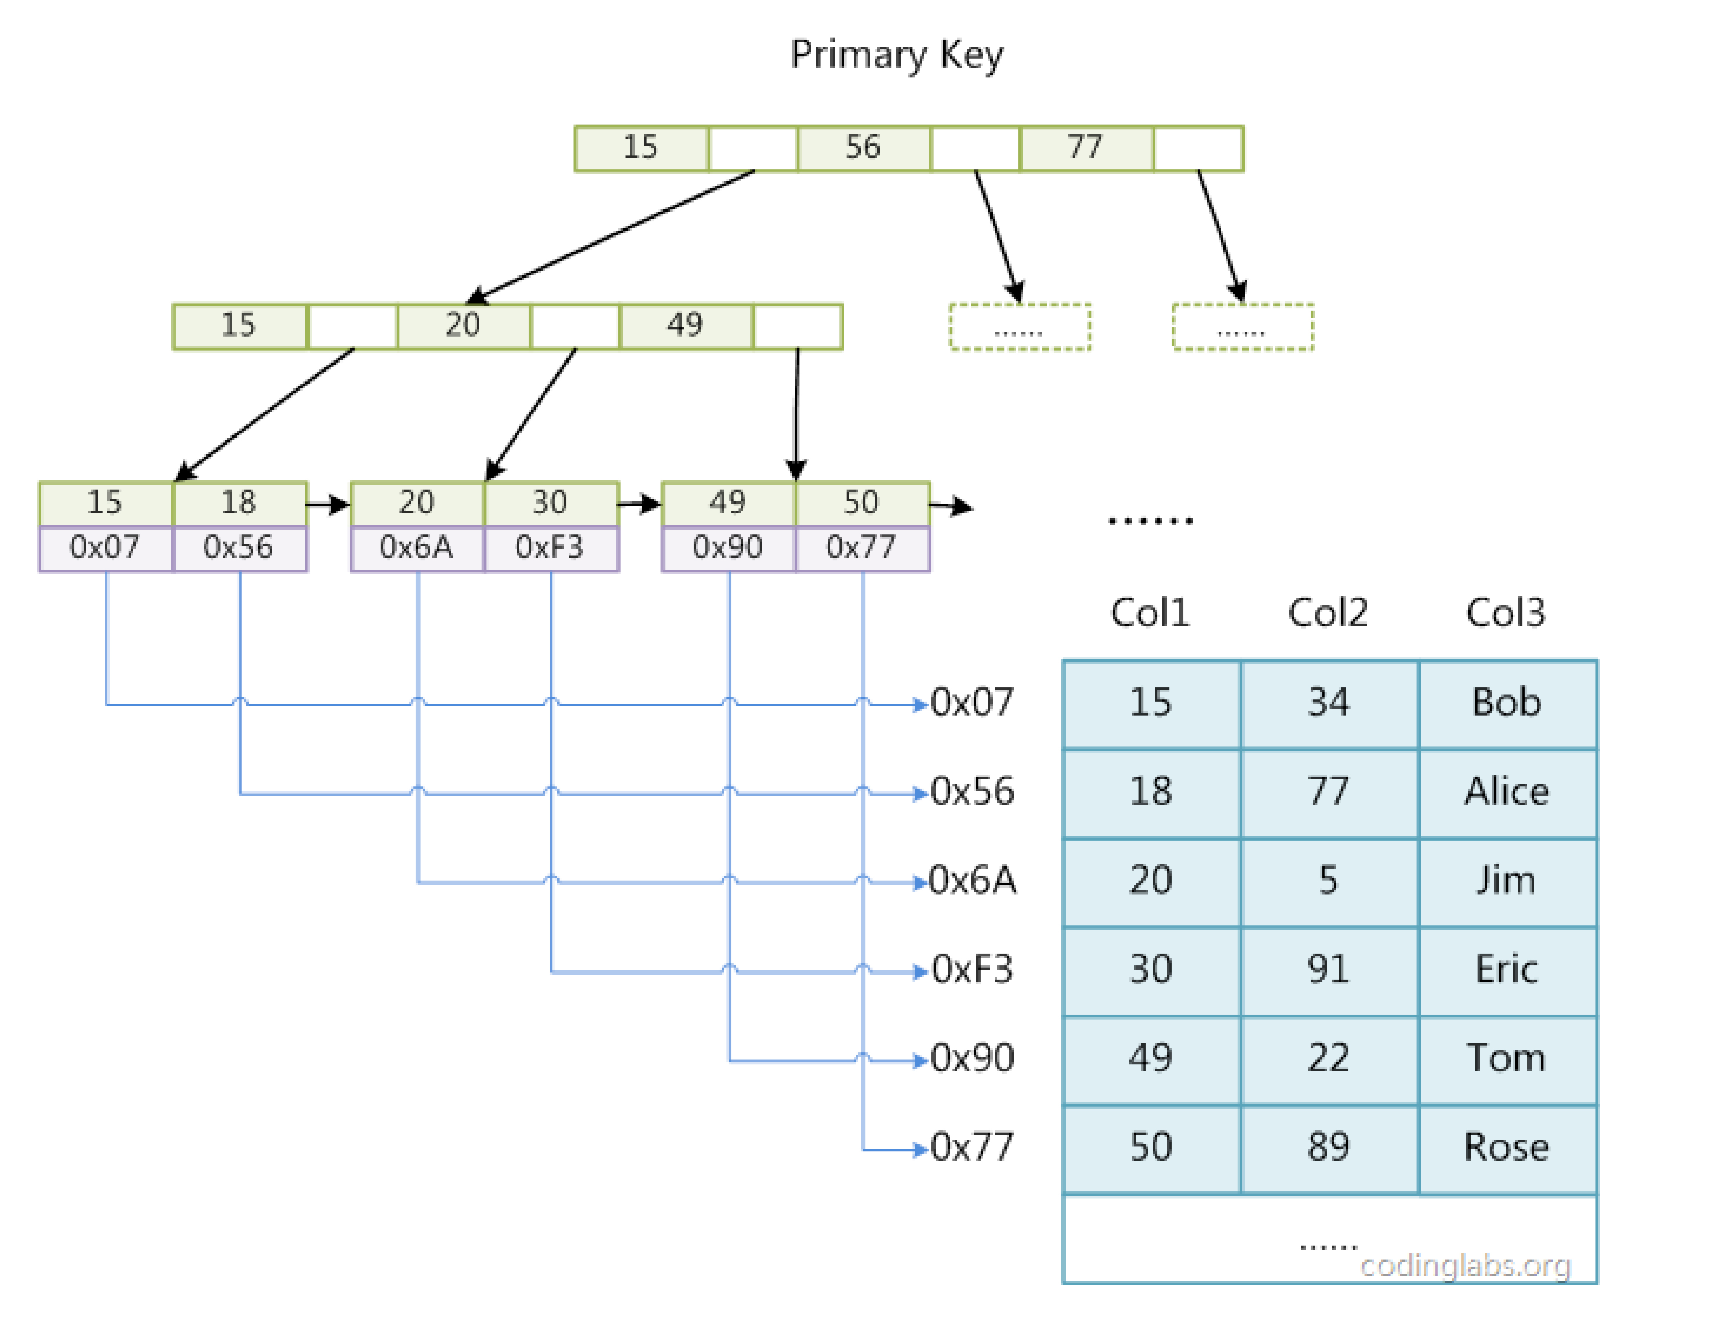 Primary Key
15 56 77
15 20 49
...... ......
15 18 20 30 49 50
0x07 0x56 0x6A 0xF3 0x90 0x77
......
Col1 Col2 Col3
0x07 15 34 Bob
0x56 18 77 Alice
0x6A 20 5 Jim
0xF3 30 91 Eric
0x90 49 22 Tom
0x77 50 89 Rose
......
codinglabs.org